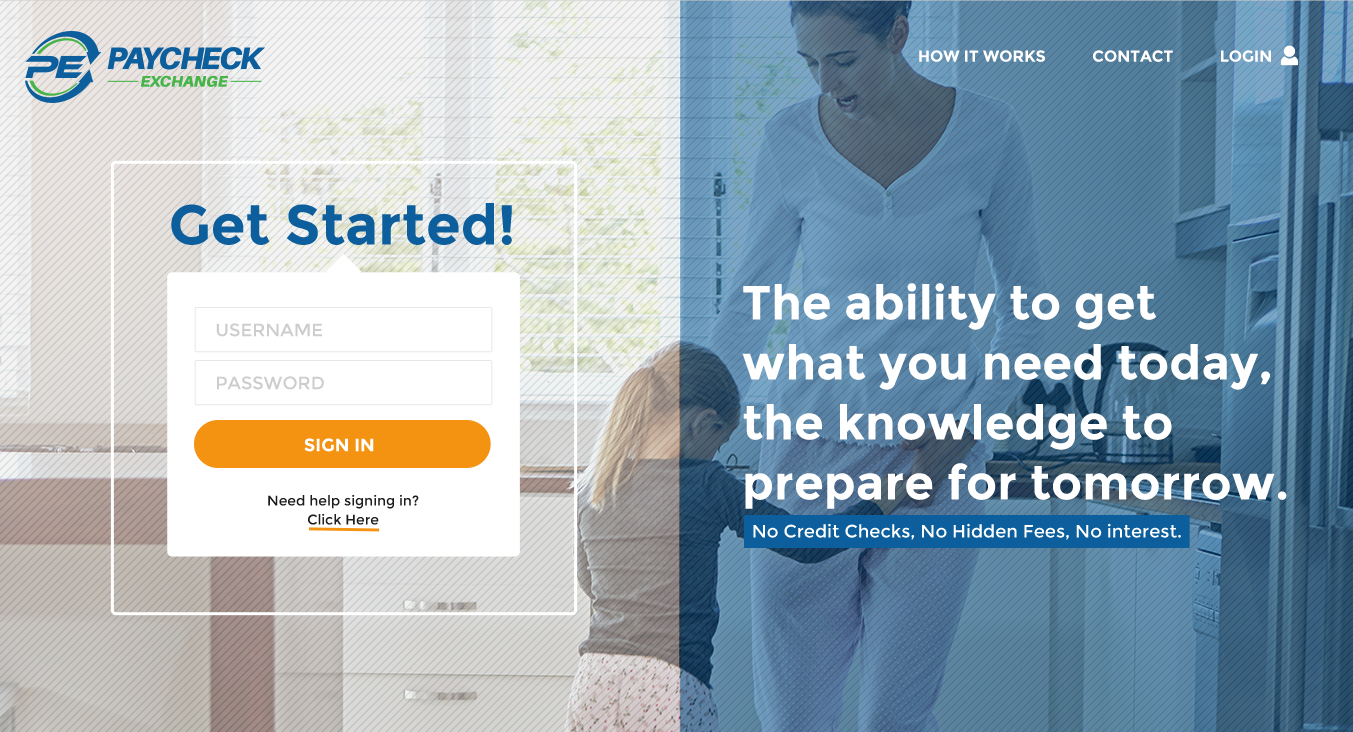 PE PAYCHECK
EXCHANGE
HOW IT WORKS
CONTACT
LOGIN
Get Started!
USERNAME
PASSWORD
SIGN IN
Need help signing in?
Click Here
The ability to get
what you need today,
the knowledge to
prepare for tomorrow.
No Credit Checks, No Hidden Fees, No interest.